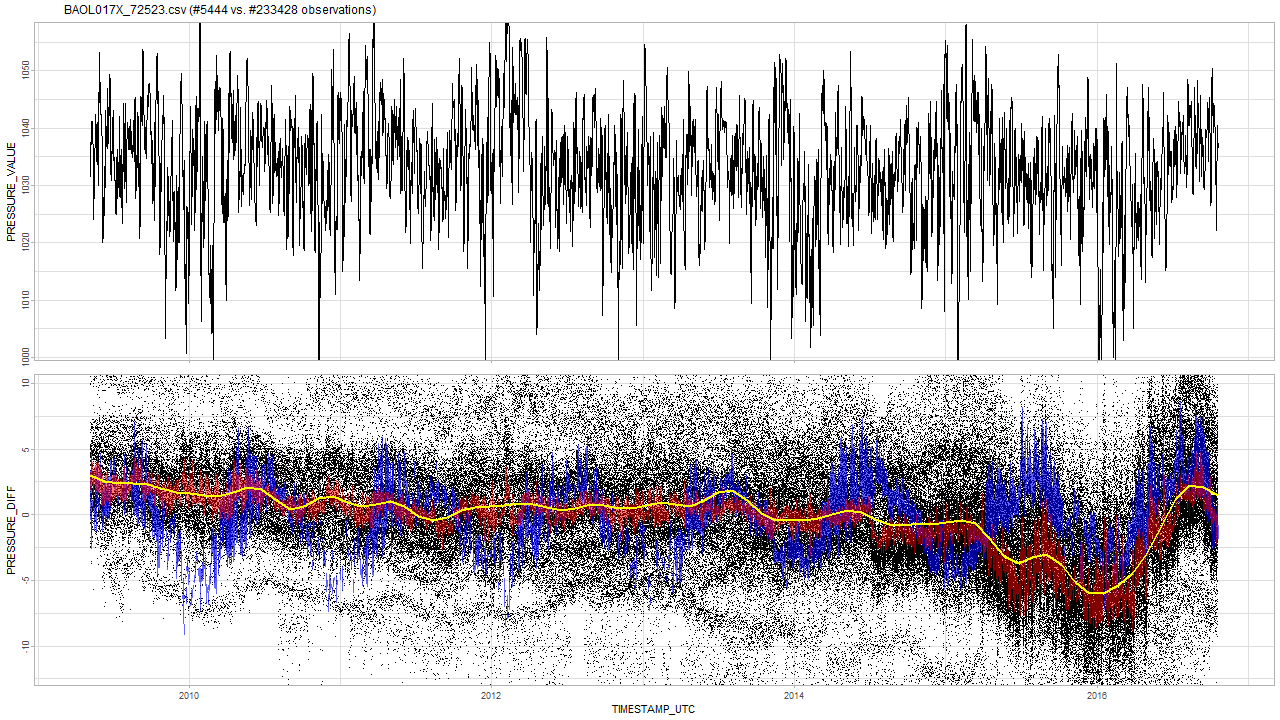 BAOL017X_72523.csv (#5444 vs. #233428 observations)
PRESSURE_VALUE
1050
1040
1030
1020
1010
1000
PRESSURE_DIFF
10
5
0
-5
-10
2010 2012 2014 2016
TIMESTAMP_UTC